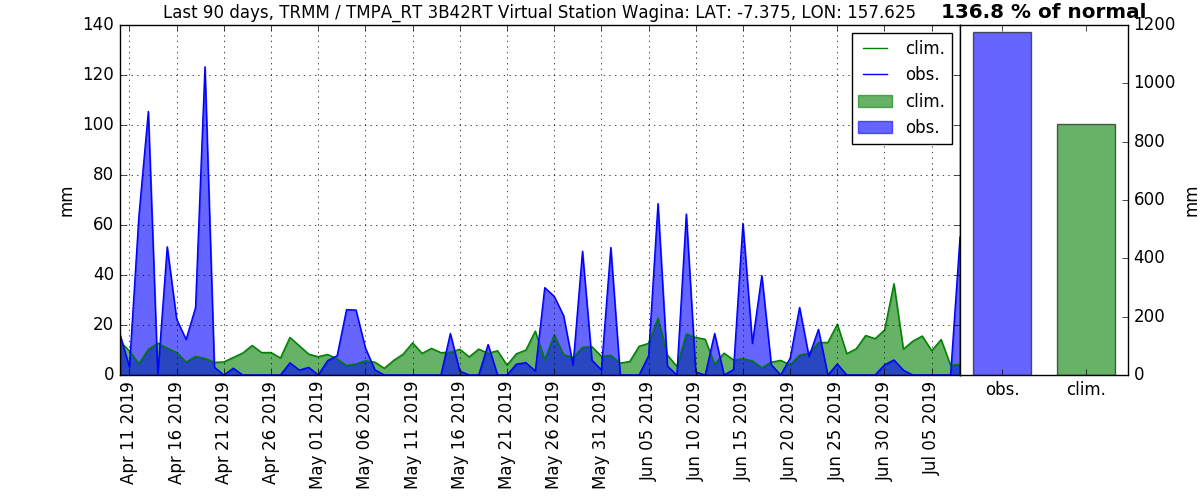 Last 90 days, TRMM / TMPA_RT 3B42RT Virtual Station Wagina: LAT: -7.375, LON: 157.625
136.8 % of normal
140
120
100
80
60
40
20
0
mm
clim.
obs.
clim.
obs.
1200
1000
800
600
400
200
0
mm
obs.
clim.
Apr 11 2019
Apr 16 2019
Apr 21 2019
Apr 26 2019
May 01 2019
May 06 2019
May 11 2019
May 16 2019
May 21 2019
May 26 2019
May 31 2019
Jun 05 2019
Jun 10 2019
Jun 15 2019
Jun 20 2019
Jun 25 2019
Jun 30 2019
Jul 05 2019